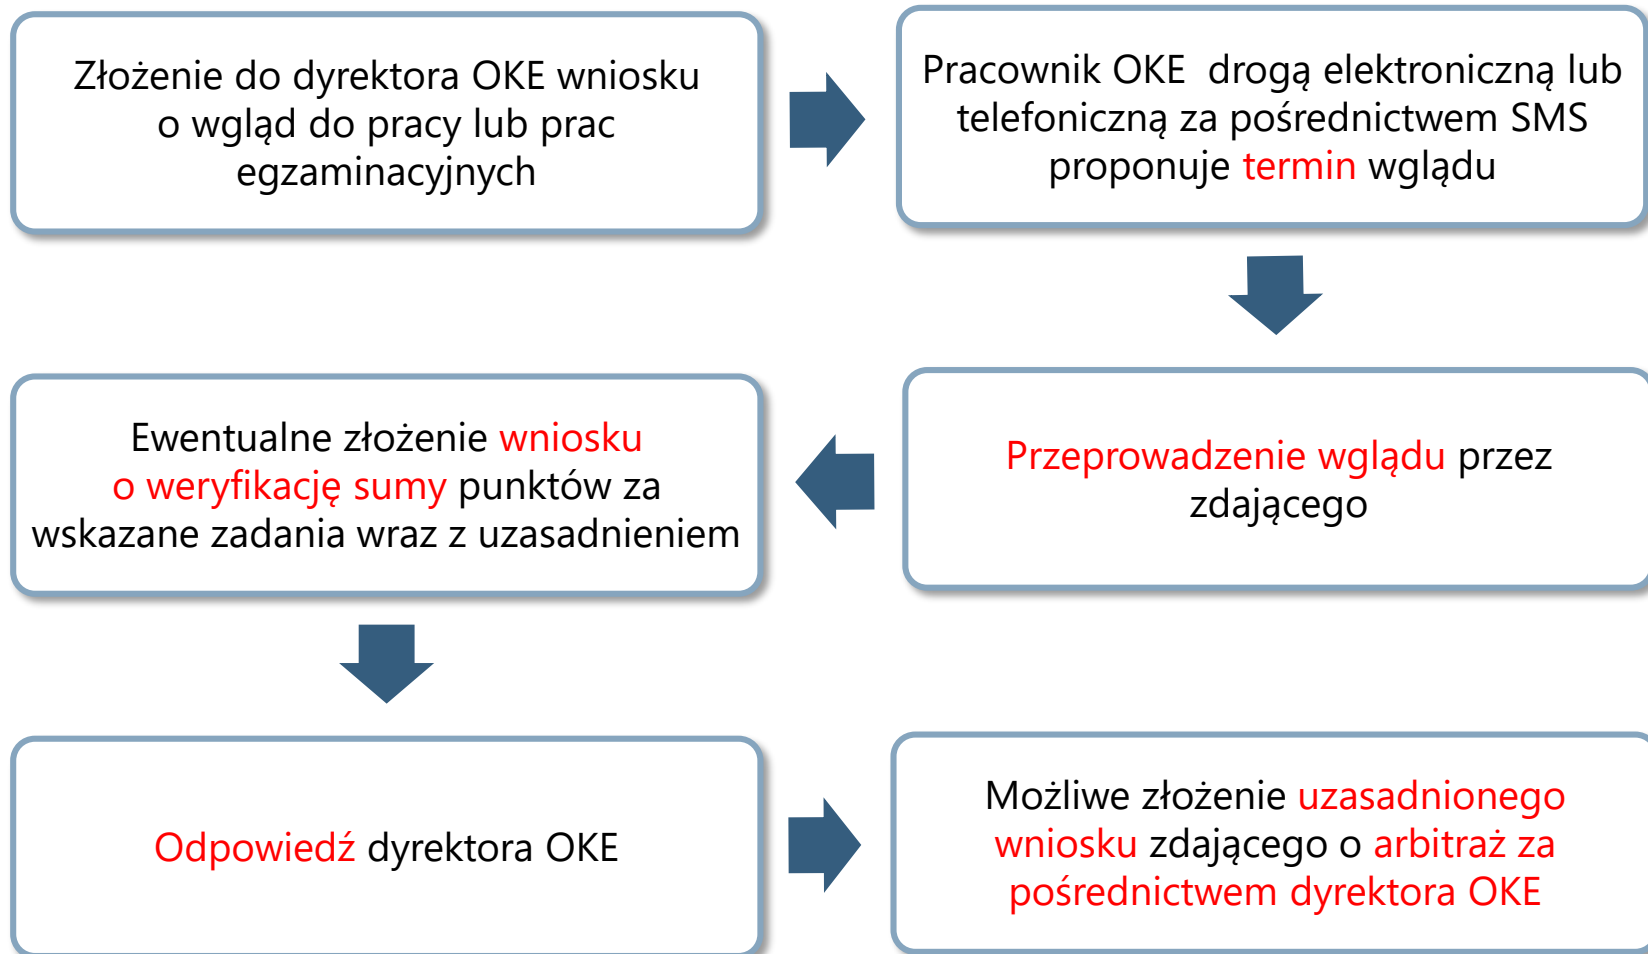 Złożenie do dyrektora OKE wniosku
o wgląd do pracy lub prac
egzaminacyjnych
Pracownik OKE  drogą elektroniczną lub
telefoniczną za pośrednictwem SMS
proponuje termin wglądu
Przeprowadzenie wglądu przez
zdającego
Ewentualne złożenie wniosku
o weryfikację sumy punktów za
wskazane zadania wraz z uzasadnieniem
Odpowiedź dyrektora OKE
Możliwe złożenie uzasadnionego
wniosku zdającego o arbitraż za
pośrednictwem dyrektora OKE